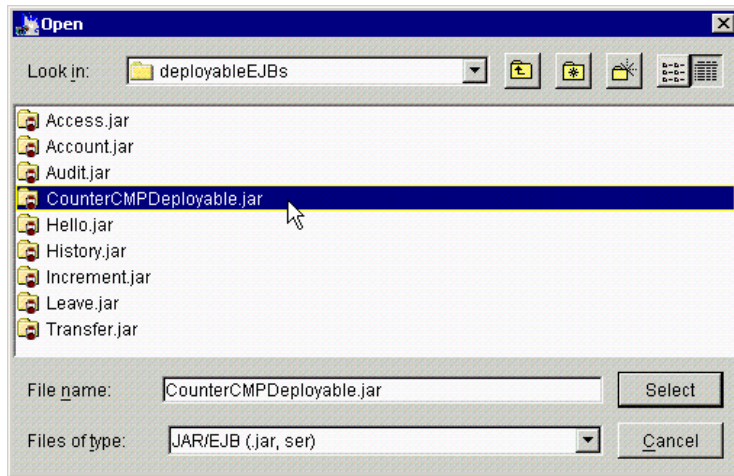 Open
Look in: deployableEJBs
Access.jar
Account.jar
Audit.jar
CounterCMPDeployable.jar
Hello.jar
History.jar
Increment.jar
Leave.jar
Transfer.jar
File name: CounterCMPDeployable.jar Select
Files of type: JAR/EJB (.jar, ser) Cancel